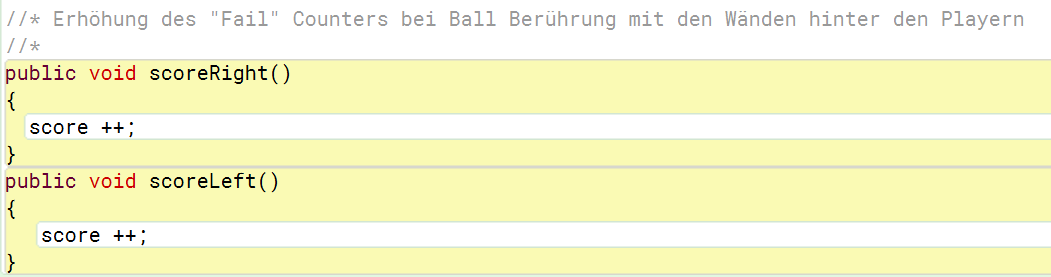 //* Erhöhung des "Fail" Counters bei Ball Berührung mit den Wänden hinter den Playern
//*
public void scoreRight()
{
score ++;
}
public void scoreLeft()
{
score ++;
}